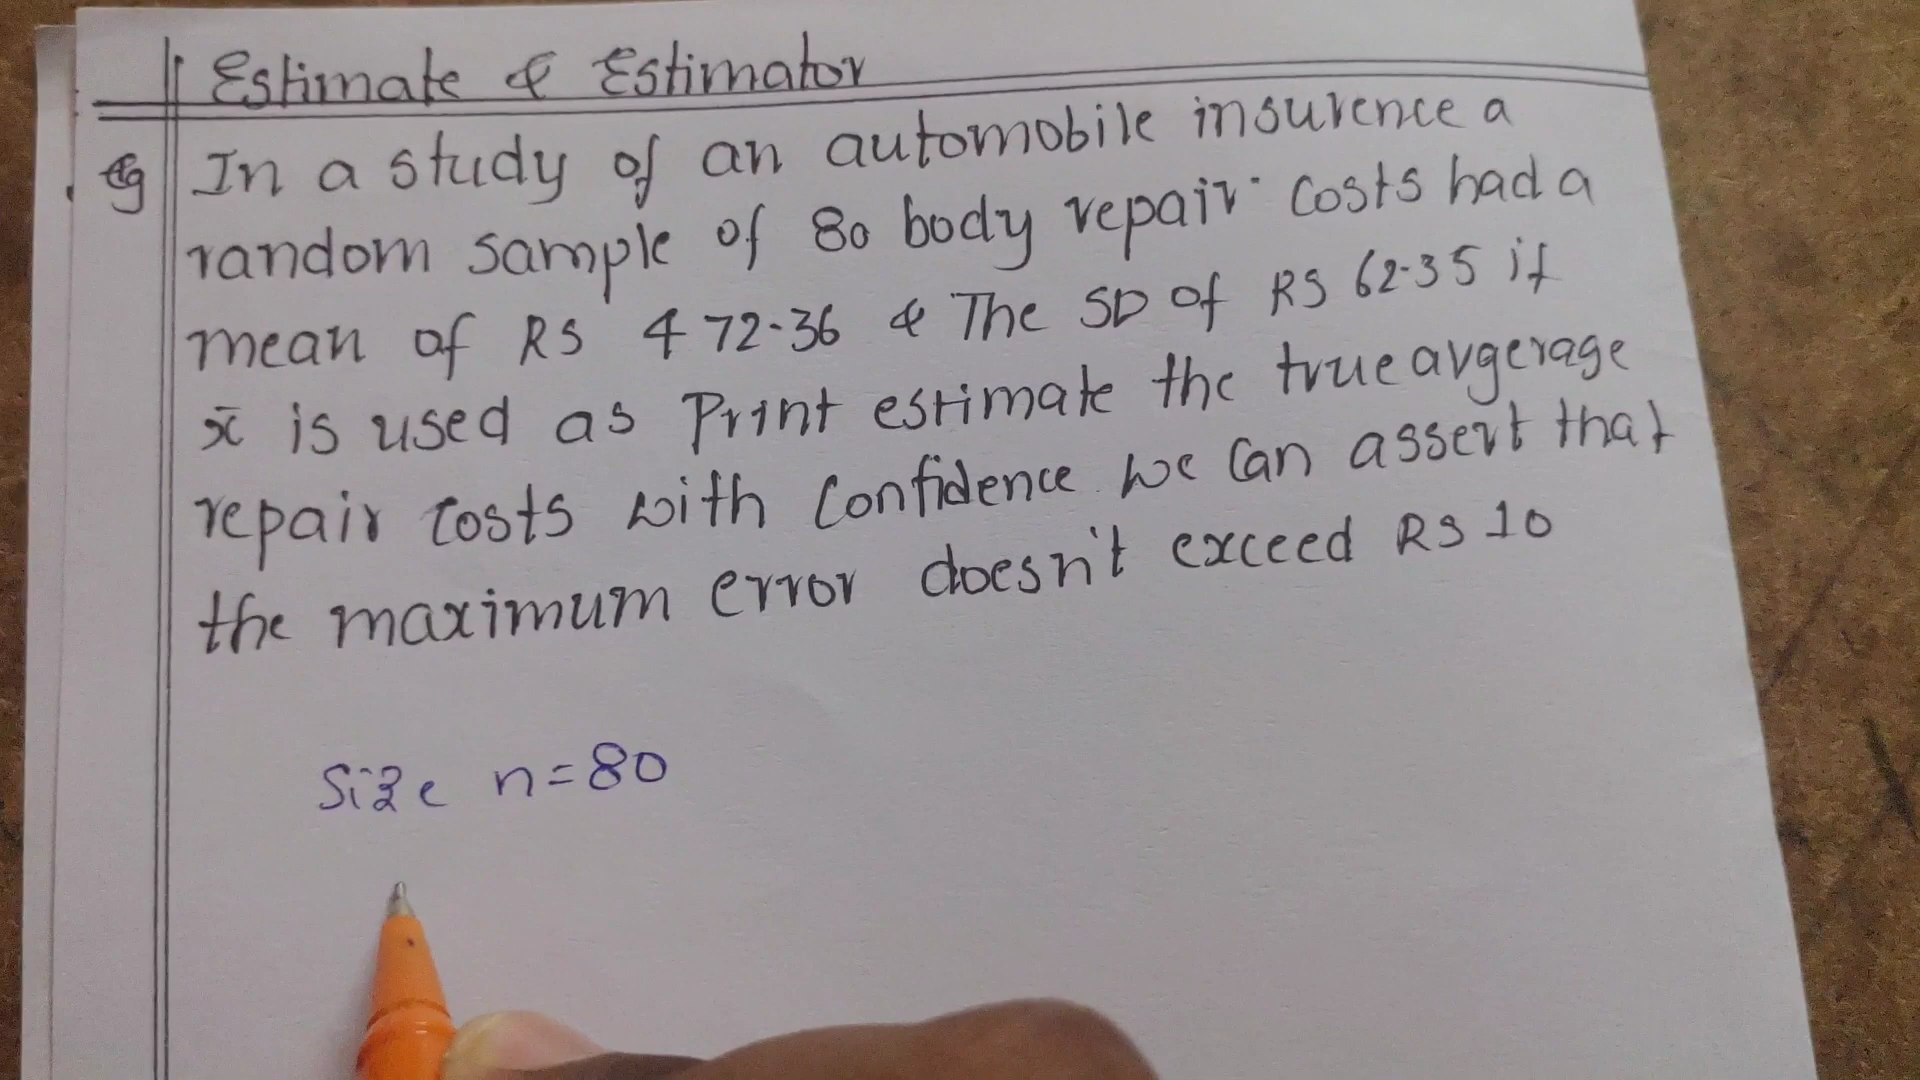 Estimate & Estimator
eg In a study of an automobile insurence a
random sample of 80 body repair costs had a
mean of RS 472.36 & The SD of RS 62.35 if
x̄ is used as Print estimate the true avgerage
repair costs with confidence we can assert that
the maximum error doesn't exceed RS 10
Size n=80